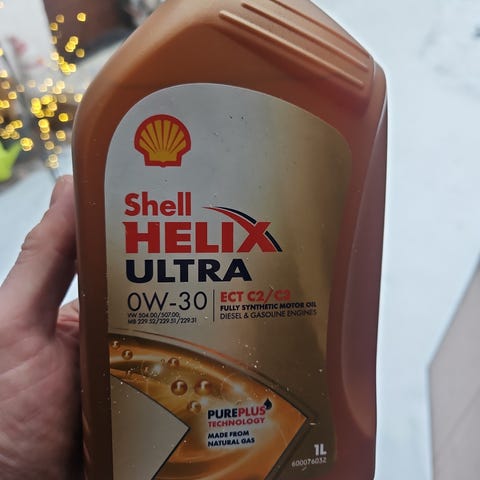 Shell
HELIX
ULTRA
0W-30
ECT C2/C3
FULLY SYNTHETIC MOTOR OIL
DIESEL & GASOLINE ENGINES
VW 504.00/507.00;
MB 229.52/229.51/229.31
PUREPLUS
TECHNOLOGY
MADE FROM
NATURAL GAS
1L
600076032